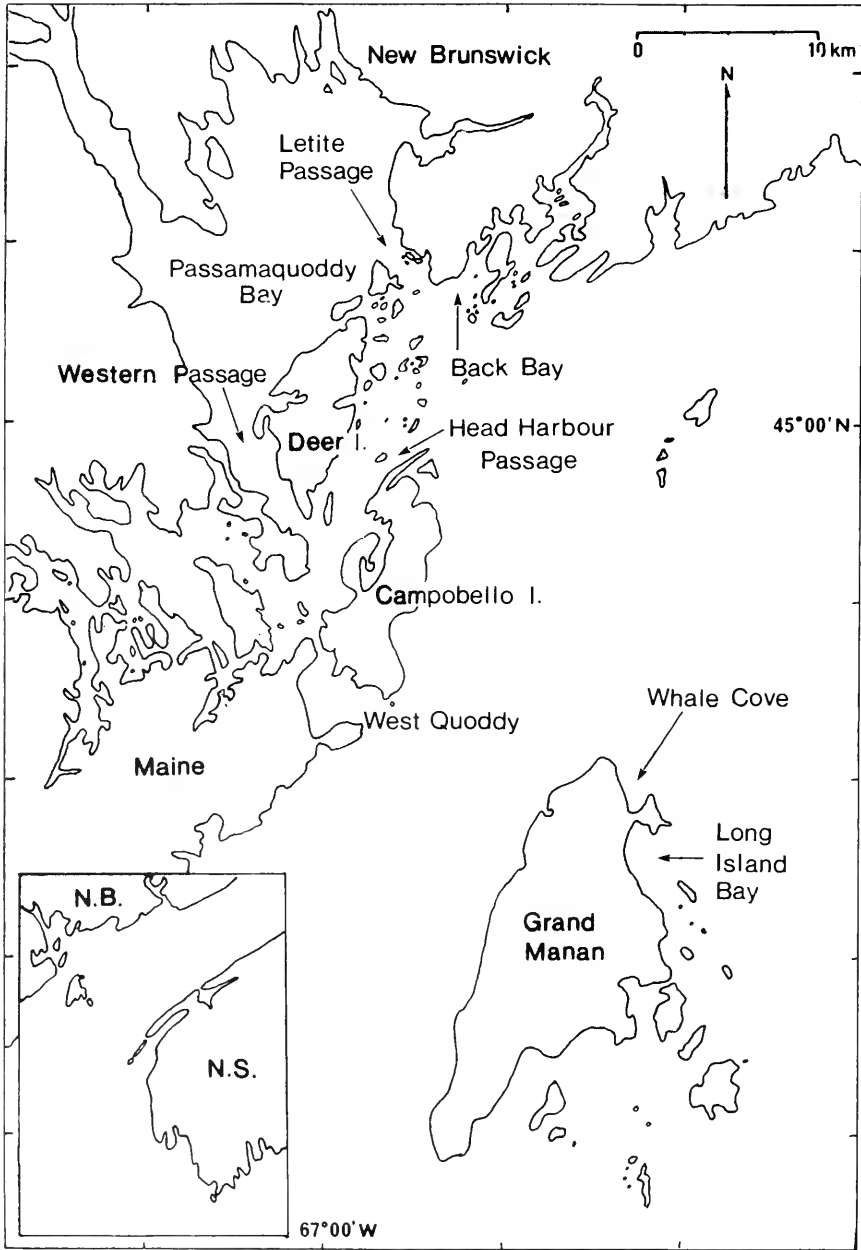 New Brunswick
0 10 km
N
Letite
Passage
Passamaquoddy
Bay
Back Bay
Western Passage
45°00'N
Deer I.
Head Harbour
Passage
Campobello I.
West Quoddy
Whale Cove
Maine
Long
Island
Bay
Grand
Manan
N.B.
N.S.
67°00'W